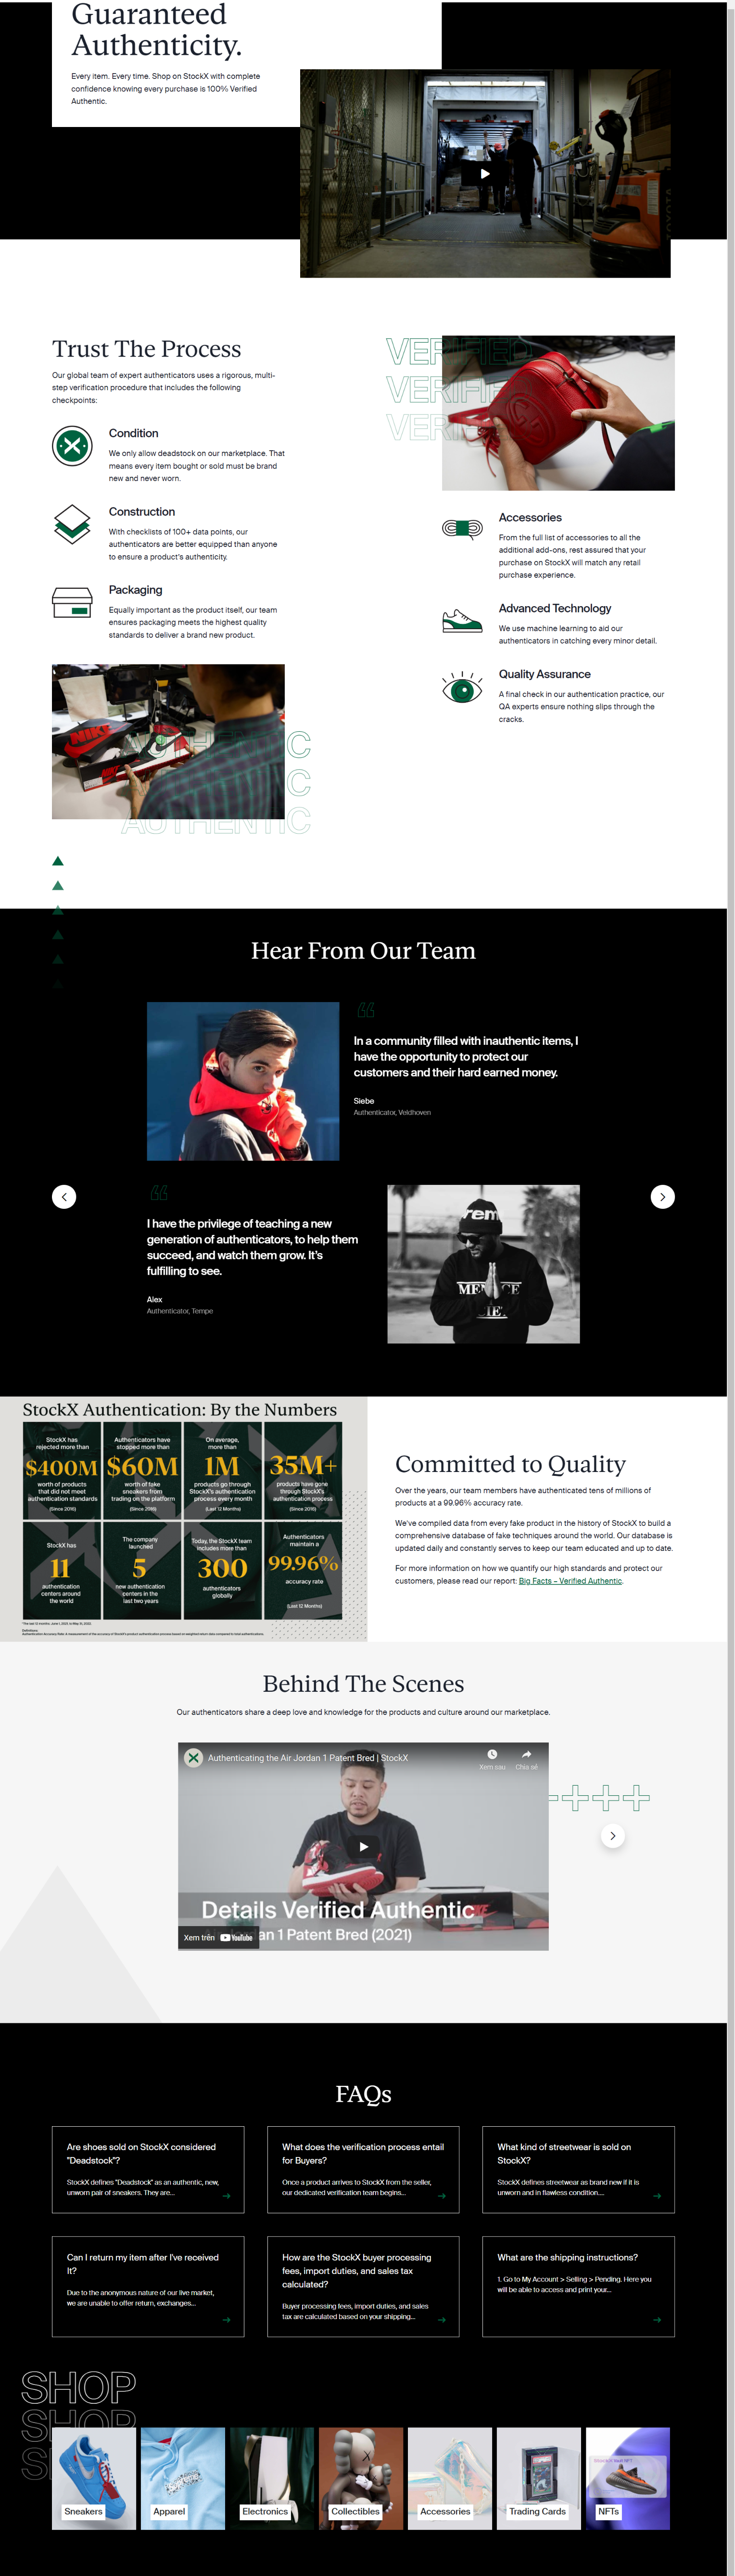 Guaranteed
Authenticity.
Every item. Every time. Shop on StockX with complete
confidence knowing every purchase is 100% Verified
Authentic.
Trust The Process
Our global team of expert authenticators uses a rigorous, multi-
step verification procedure that includes the following
checkpoints:
Condition
We only allow deadstock on our marketplace. That
means every item bought or sold must be brand
new and never worn.
Construction
With checklists of 100+ data points, our
authenticators are better equipped than anyone
to ensure a product's authenticity.
Packaging
Equally important as the product itself, our team
ensures packaging meets the highest quality
standards to deliver a brand new product.
NIKE
AUTHENTIC
AUTHENTIC
AUTHENTIC
VERIFIED
VERIFIED
VERIFIED
Accessories
From the full list of accessories to all the
additional add-ons, rest assured that your
purchase on StockX will match any retail
purchase experience.
Advanced Technology
We use machine learning to aid our
authenticators in catching every minor detail.
Quality Assurance
A final check in our authentication practice, our
QA experts ensure nothing slips through the
cracks.
Hear From Our Team
In a community filled with inauthentic items, I
have the opportunity to protect our
customers and their hard earned money.
Siebe
Authenticator, Veldhoven
I have the privilege of teaching a new
generation of authenticators, to help them
succeed, and watch them grow. It's
fulfilling to see.
Alex
Authenticator, Tempe
StockX Authentication: By the Numbers
StockX has
rejected more than
$400M
worth of products
that did not meet
authentication standards
(Since 2016)
Authenticators have
stopped more than
$60M
worth of fake
sneakers from
trading on the platform
(Since 2016)
On average,
more than
1M
products go through
StockX's authentication
process every month
(Last 12 Months)
35M+
products have gone
through StockX's
authentication process
(Since 2016)
StockX has
11
authentication
centers around
the world
The company
launched
5
new authentication
centers in the
last two years
Today, the StockX team
includes more than
300
authenticators
globally
Authenticators
maintain a
99.96%
accuracy rate
(Last 12 Months)
Committed to Quality
Over the years, our team members have authenticated tens of millions of
products at a 99.96% accuracy rate.
We've compiled data from every fake product in the history of StockX to build a
comprehensive database of fake techniques around the world. Our database is
updated daily and constantly serves to keep our team educated and up to date.
For more information on how we quantify our high standards and protect our
customers, please read our report: Big Facts – Verified Authentic.
Behind The Scenes
Our authenticators share a deep love and knowledge for the products and culture around our marketplace.
Authenticating the Air Jordan 1 Patent Bred | StockX
Xem sau
Chia sẻ
Details Verified Authentic
an 1 Patent Bred (2021)
Xem trên YouTube
FAQs
Are shoes sold on StockX considered
"Deadstock"?
StockX defines "Deadstock" as an authentic, new,
unworn pair of sneakers. They are...
What does the verification process entail
for Buyers?
Once a product arrives to StockX from the seller,
our dedicated verification team begins...
What kind of streetwear is sold on
StockX?
StockX defines streetwear as brand new if it is
unworn and in flawless condition....
Can I return my item after I've received
It?
Due to the anonymous nature of our live market,
we are unable to offer return, exchanges...
How are the StockX buyer processing
fees, import duties, and sales tax
calculated?
Buyer processing fees, import duties, and sales
tax are calculated based on your shipping...
What are the shipping instructions?
1. Go to My Account > Selling > Pending. Here you
will be able to access and print your...
SHOP
SHOP
Sneakers
Apparel
Electronics
Collectibles
Accessories
Trading Cards
NFTs